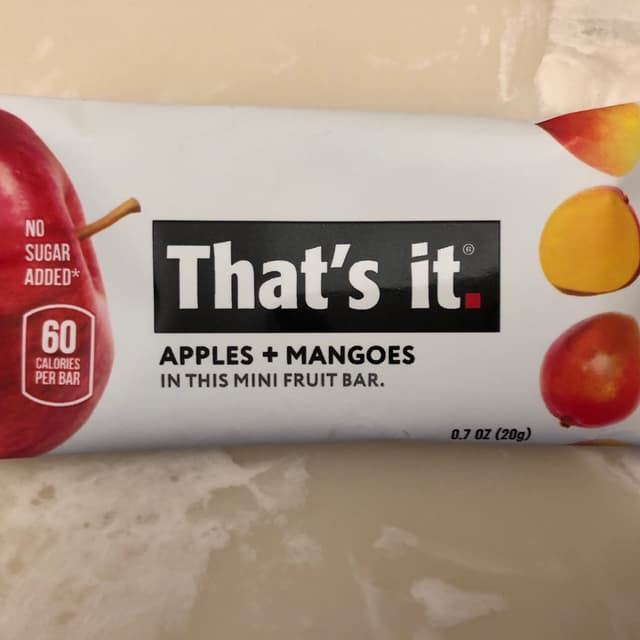 NO
SUGAR
ADDED*
60
CALORIES
PER BAR
That's it.®
APPLES + MANGOES
IN THIS MINI FRUIT BAR.
0.7 OZ (20g)